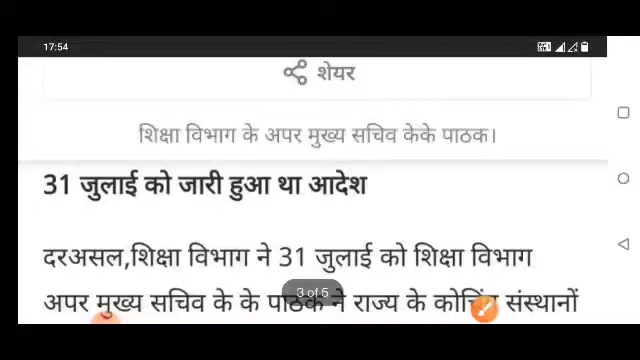 17:54
शेयर
शिक्षा विभाग के अपर मुख्य सचिव केके पाठक।
31 जुलाई को जारी हुआ था आदेश
दरअसल,शिक्षा विभाग ने 31 जुलाई को शिक्षा विभाग
अपर मुख्य सचिव के के पाठक ने राज्य के कोचिंग संस्थानों
3 of 5